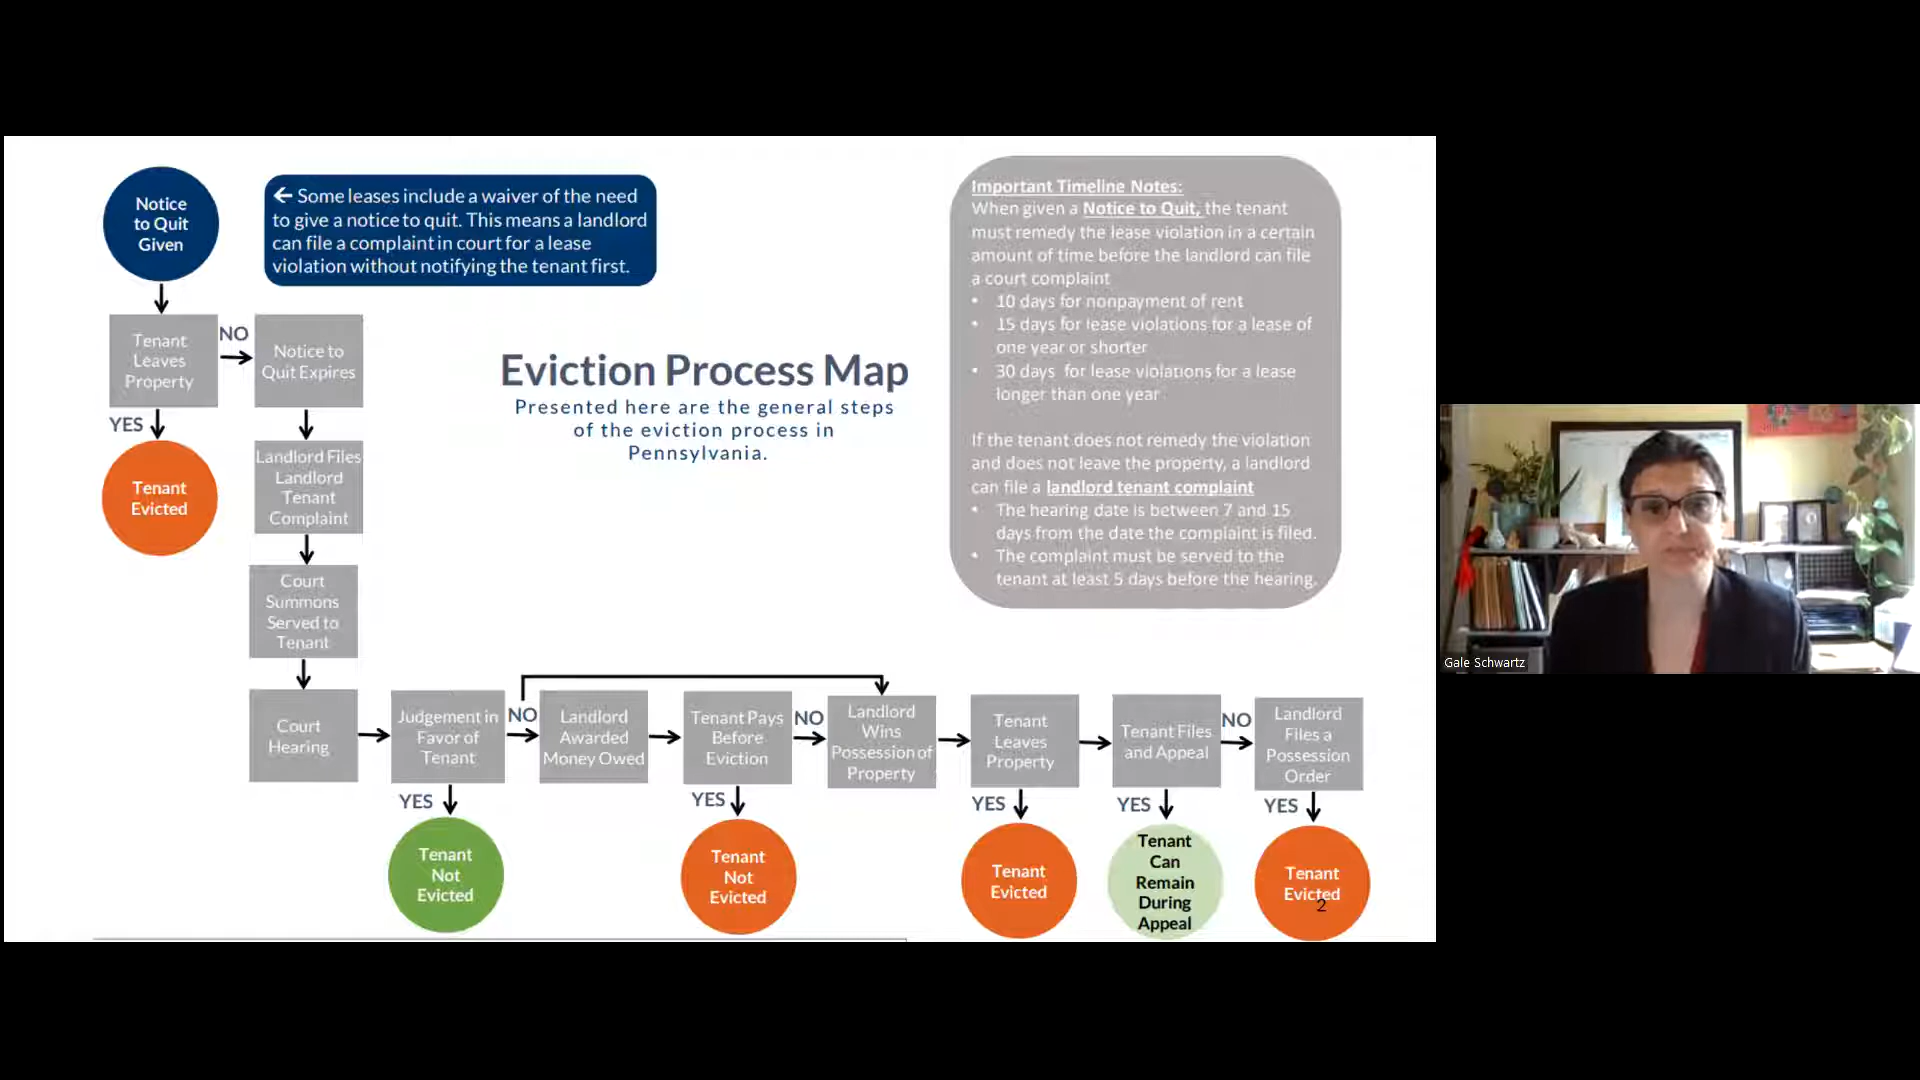 Notice
to Quit
Given
← Some leases include a waiver of the need
to give a notice to quit. This means a landlord
can file a complaint in court for a lease
violation without notifying the tenant first.
Important Timeline Notes:
When given a Notice to Quit, the tenant
must remedy the lease violation in a certain
amount of time before the landlord can file
a court complaint
• 10 days for nonpayment of rent
• 15 days for lease violations for a lease of
one year or shorter
• 30 days for lease violations for a lease
longer than one year
If the tenant does not remedy the violation
and does not leave the property, a landlord
can file a landlord tenant complaint
• The hearing date is between 7 and 15
days from the date the complaint is filed.
• The complaint must be served to the
tenant at least 5 days before the hearing.
Eviction Process Map
Presented here are the general steps
of the eviction process in
Pennsylvania.
Tenant
Leaves
Property
NO
Notice to
Quit Expires
YES
Tenant
Evicted
Landlord Files
Landlord
Tenant
Complaint
Court
Summons
Served to
Tenant
Court
Hearing
Judgement in
Favor of
Tenant
NO
Landlord
Awarded
Money Owed
Tenant Pays
Before
Eviction
NO
Landlord
Wins
Possession of
Property
Tenant
Leaves
Property
Tenant Files
and Appeal
NO
Landlord
Files a
Possession
Order
YES
YES
YES
YES
YES
Tenant
Not
Evicted
Tenant
Not
Evicted
Tenant
Evicted
Tenant
Can
Remain
During
Appeal
Tenant
Evicted
2
Gale Schwartz